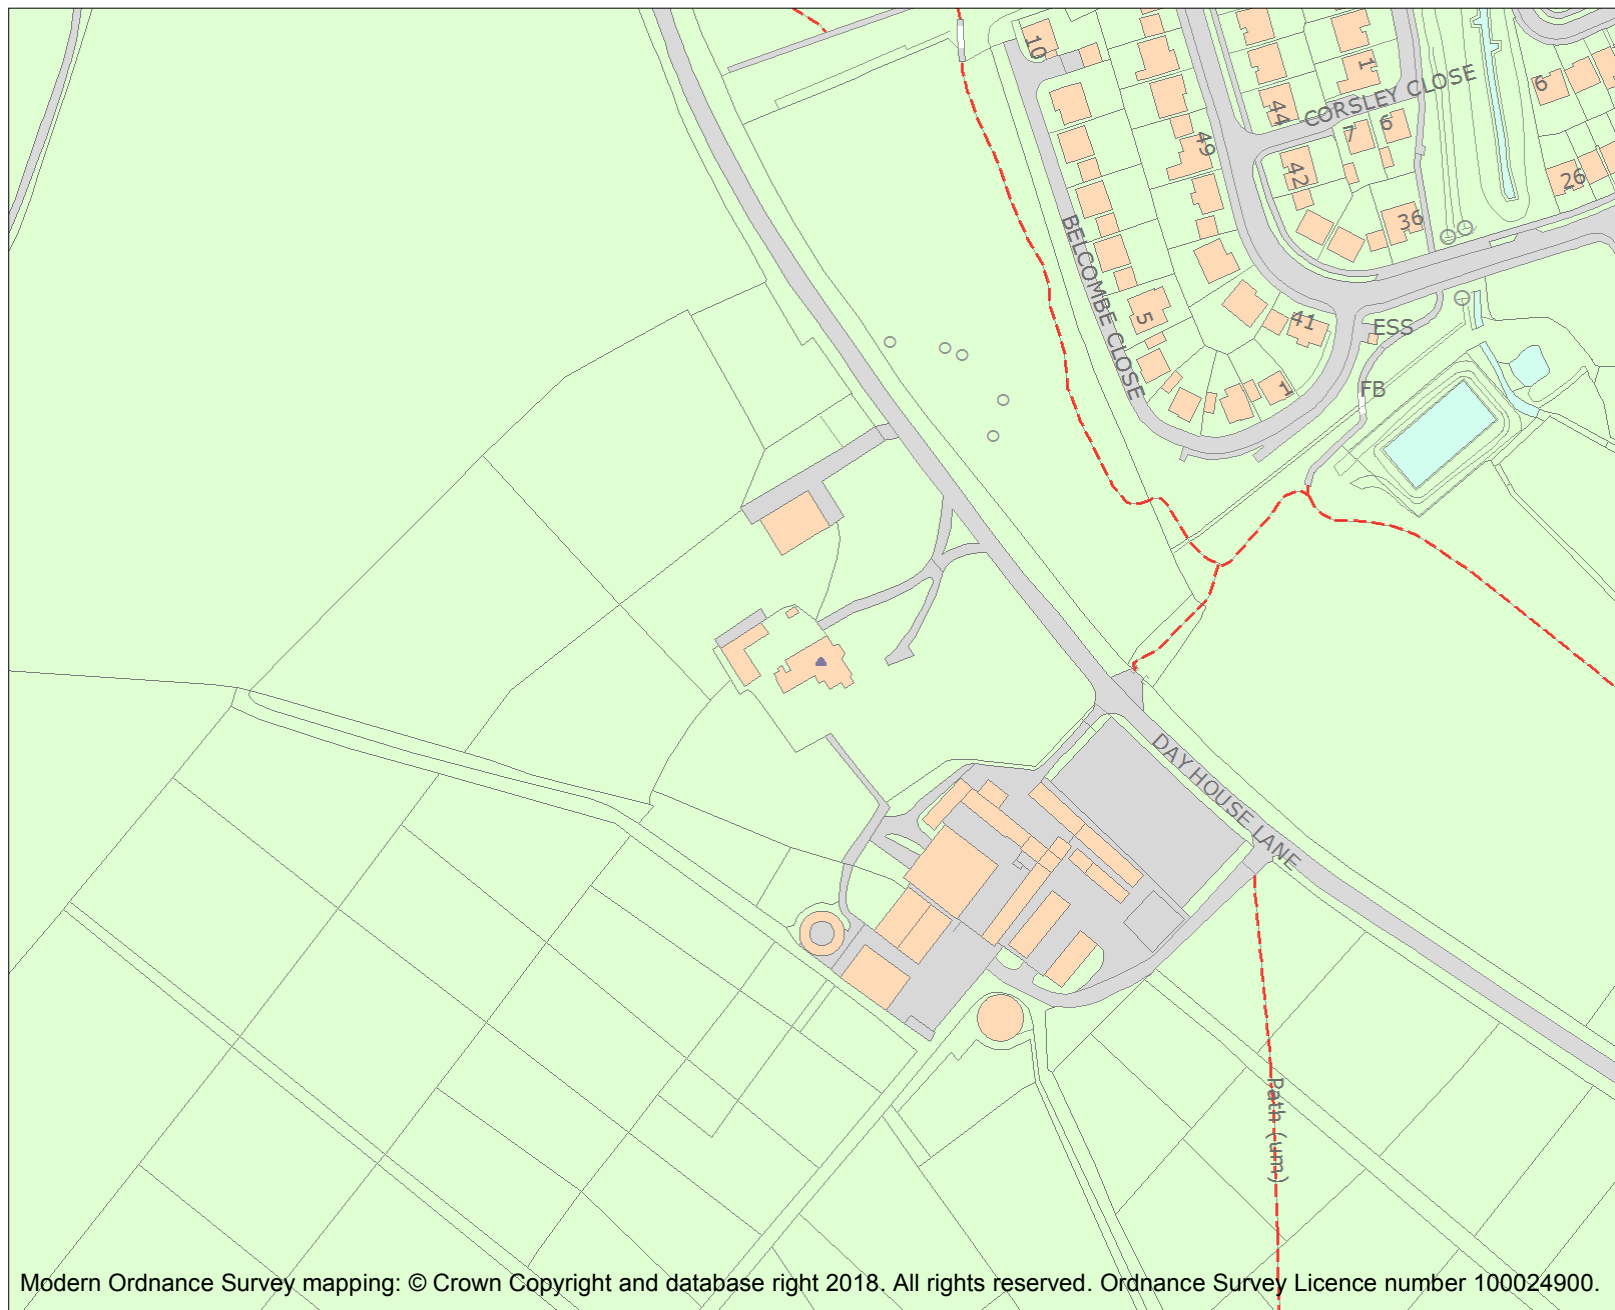 10
1
CORSLEY CLOSE
6
44
7
6
49
42
26
36
BELCOMBE CLOSE
5
41
ESS
FB
1
DAY HOUSE LANE
Path (um)
Modern Ordnance Survey mapping: © Crown Copyright and database right 2018. All rights reserved. Ordnance Survey Licence number 100024900.